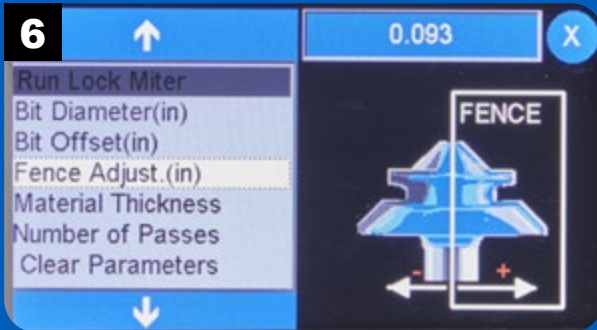 6
0.093
X
Run Lock Miter
Bit Diameter(in)
Bit Offset(in)
Fence Adjust.(in)
Material Thickness
Number of Passes
Clear Parameters
FENCE
- +